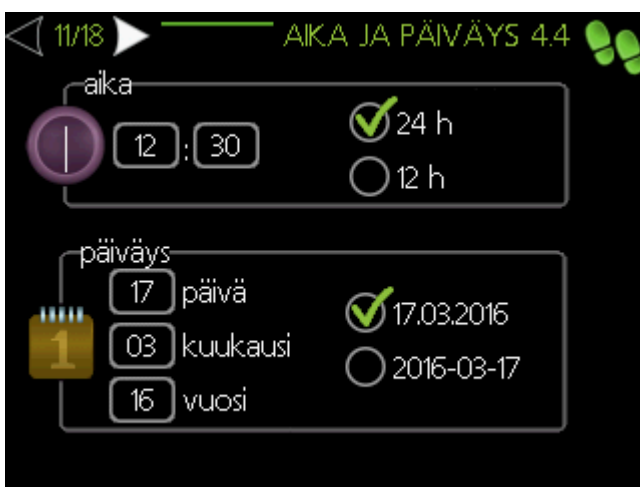 11/18 AIKA JA PÄIVÄYS 4.4
aika
12 : 30
24 h
12 h
päiväys
17 päivä
03 kuukausi
16 vuosi
17.03.2016
2016-03-17
1